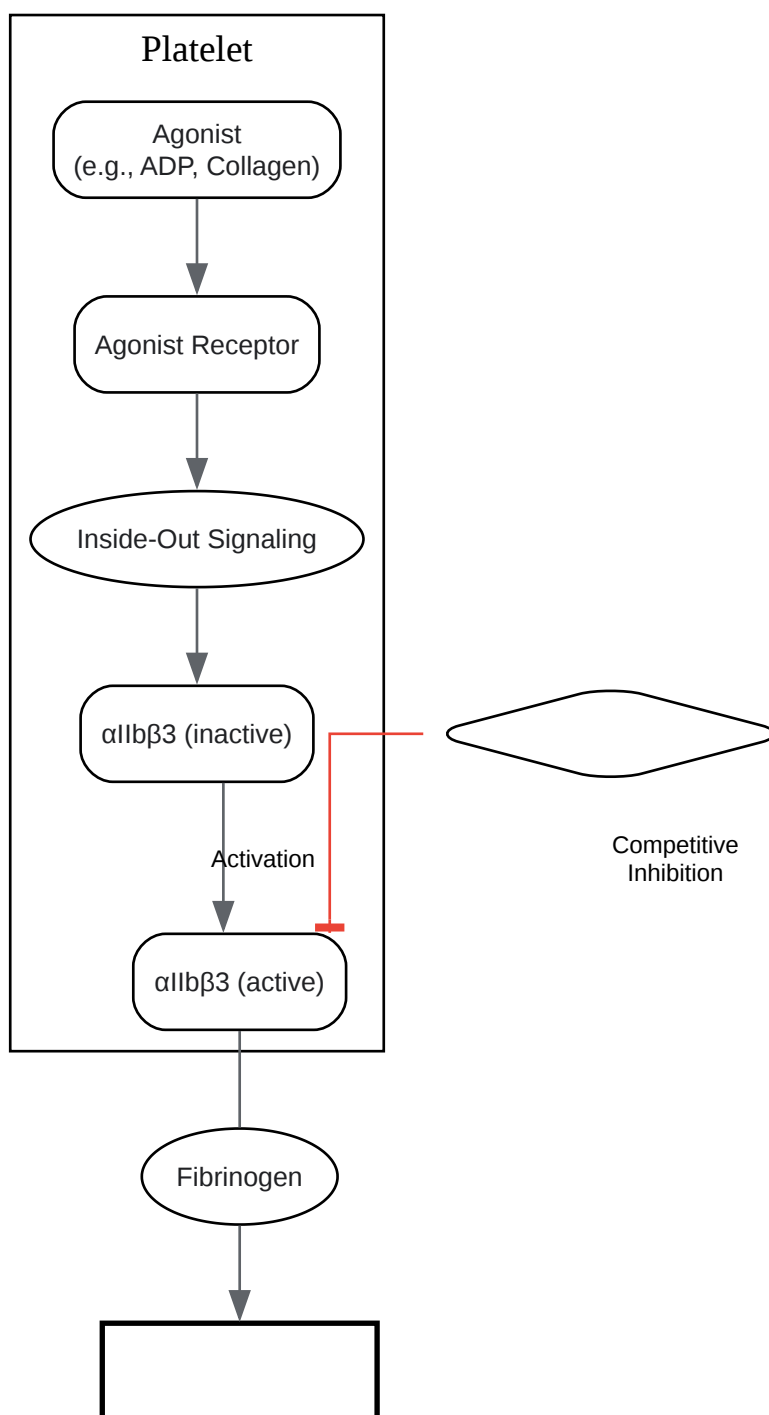 Platelet
Agonist
(e.g., ADP, Collagen)
Agonist Receptor
Inside-Out Signaling
αIIbβ3 (inactive)
Activation
Competitive
Inhibition
αIIbβ3 (active)
Fibrinogen